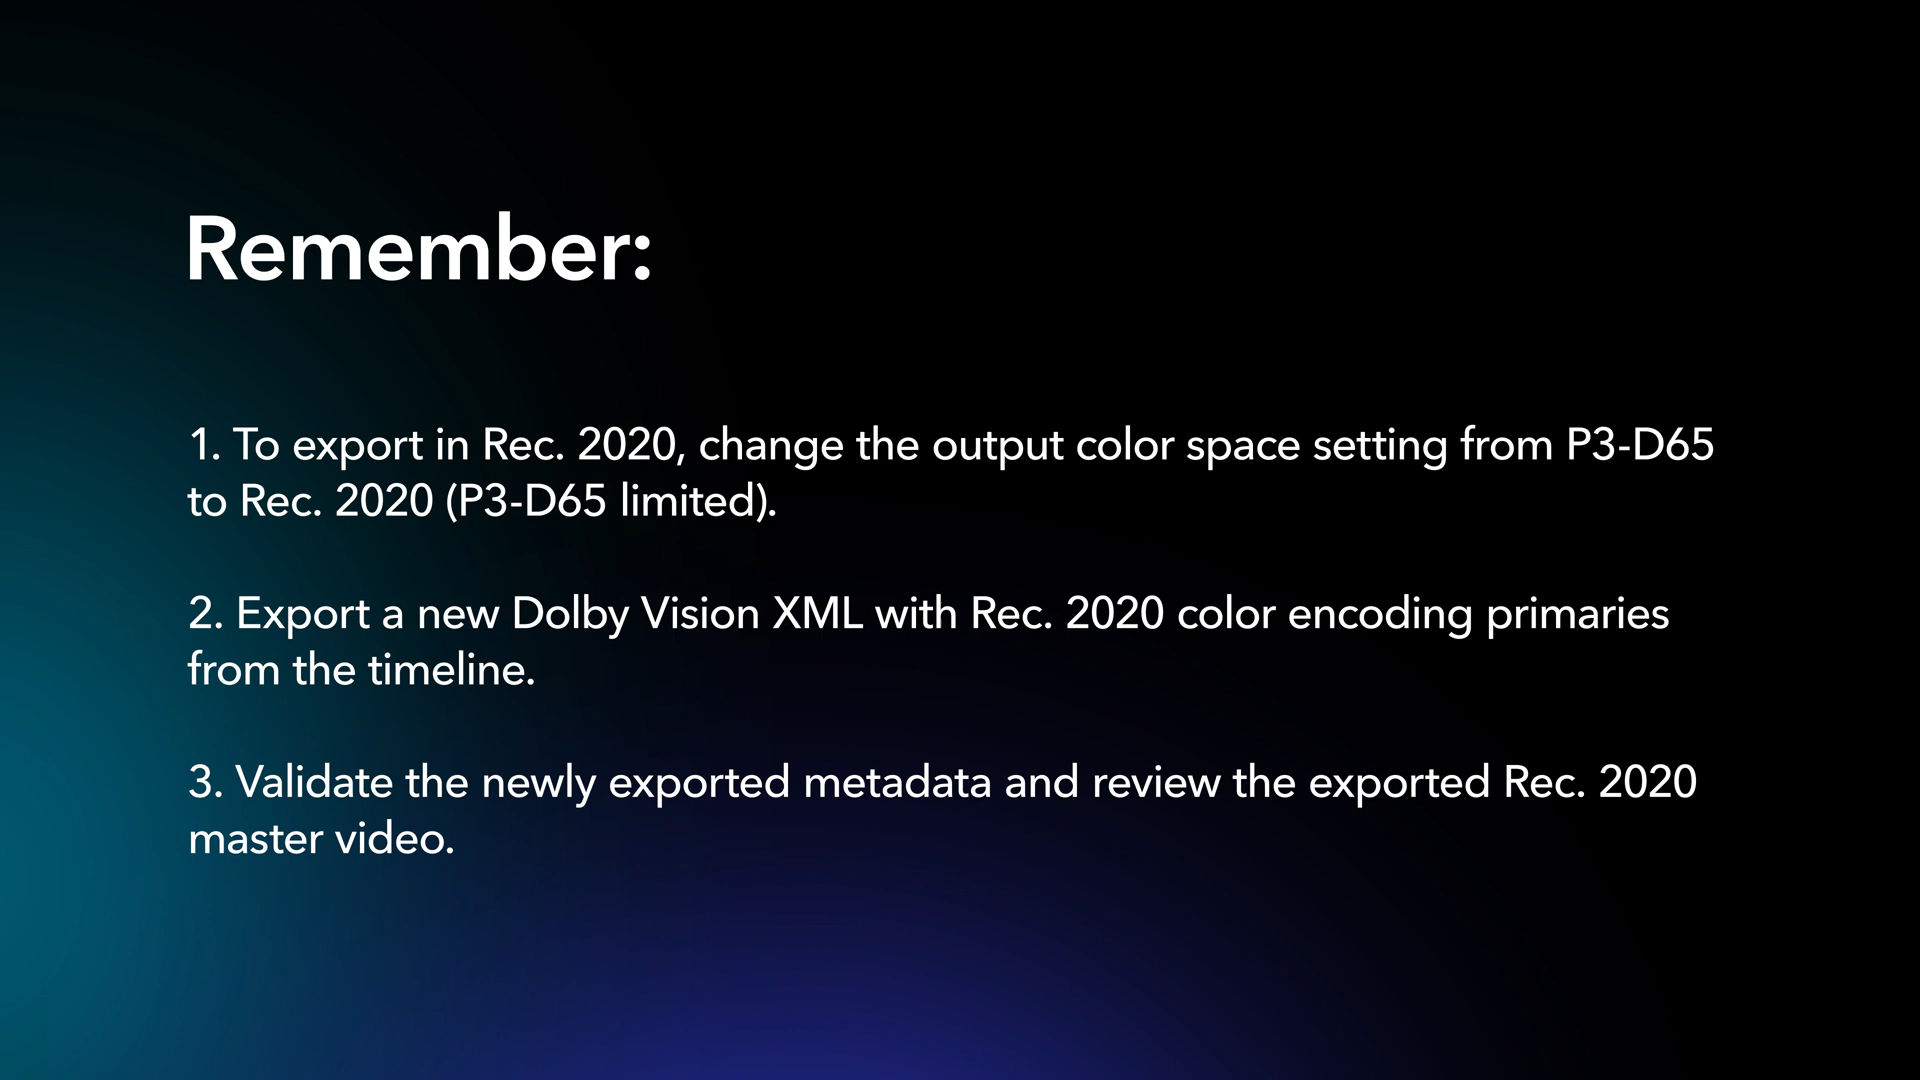 Remember:
1. To export in Rec. 2020, change the output color space setting from P3-D65
to Rec. 2020 (P3-D65 limited).
2. Export a new Dolby Vision XML with Rec. 2020 color encoding primaries
from the timeline.
3. Validate the newly exported metadata and review the exported Rec. 2020
master video.